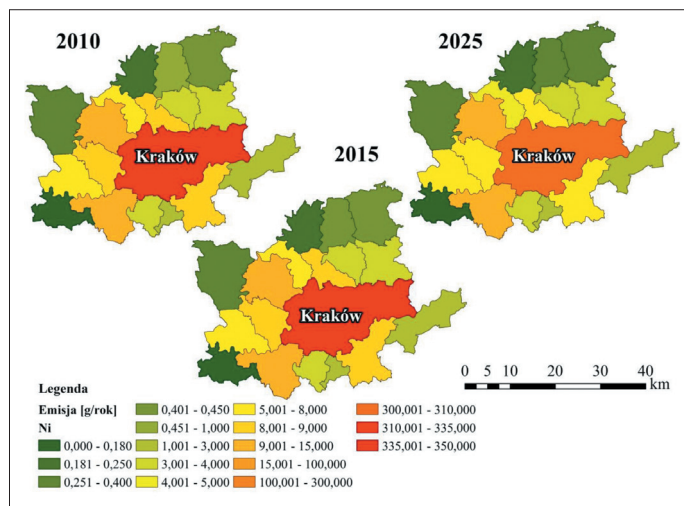 2010
2025
Kraków
Kraków
2015
Kraków
0 5 10 20 30 40
km
Legenda
Emisja [g/rok]
Ni
0,000 - 0,180
0,181 - 0,250
0,251 - 0,400
0,401 - 0,450
0,451 - 1,000
1,001 - 3,000
3,001 - 4,000
4,001 - 5,000
5,001 - 8,000
8,001 - 9,000
9,001 - 15,000
15,001 - 100,000
100,001 - 300,000
300,001 - 310,000
310,001 - 335,000
335,001 - 350,000